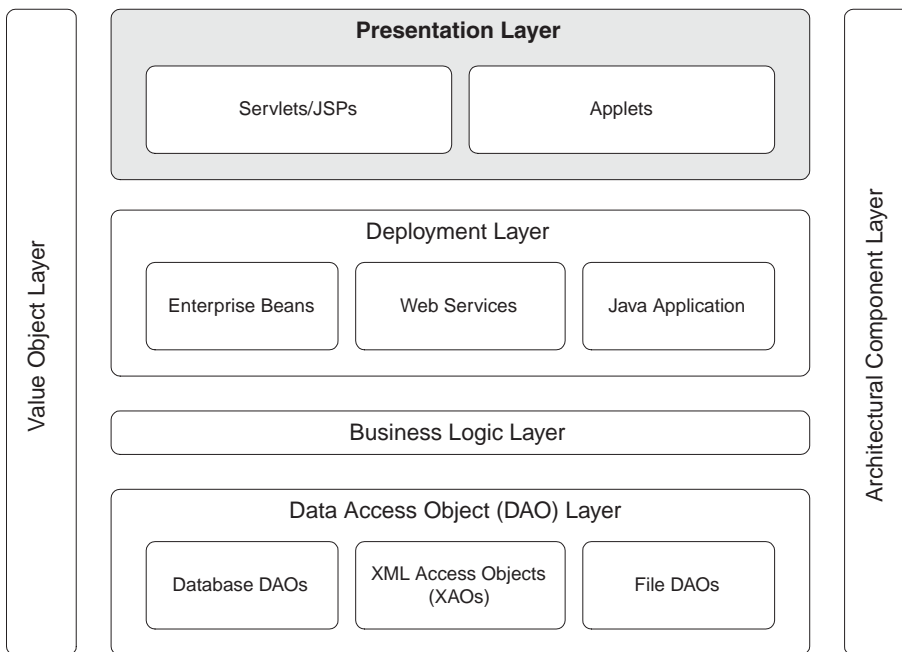 Value Object Layer
Presentation Layer
Servlets/JSPs
Applets
Deployment Layer
Enterprise Beans
Web Services
Java Application
Business Logic Layer
Data Access Object (DAO) Layer
Database DAOs
XML Access Objects
(XAOs)
File DAOs
Architectural Component Layer